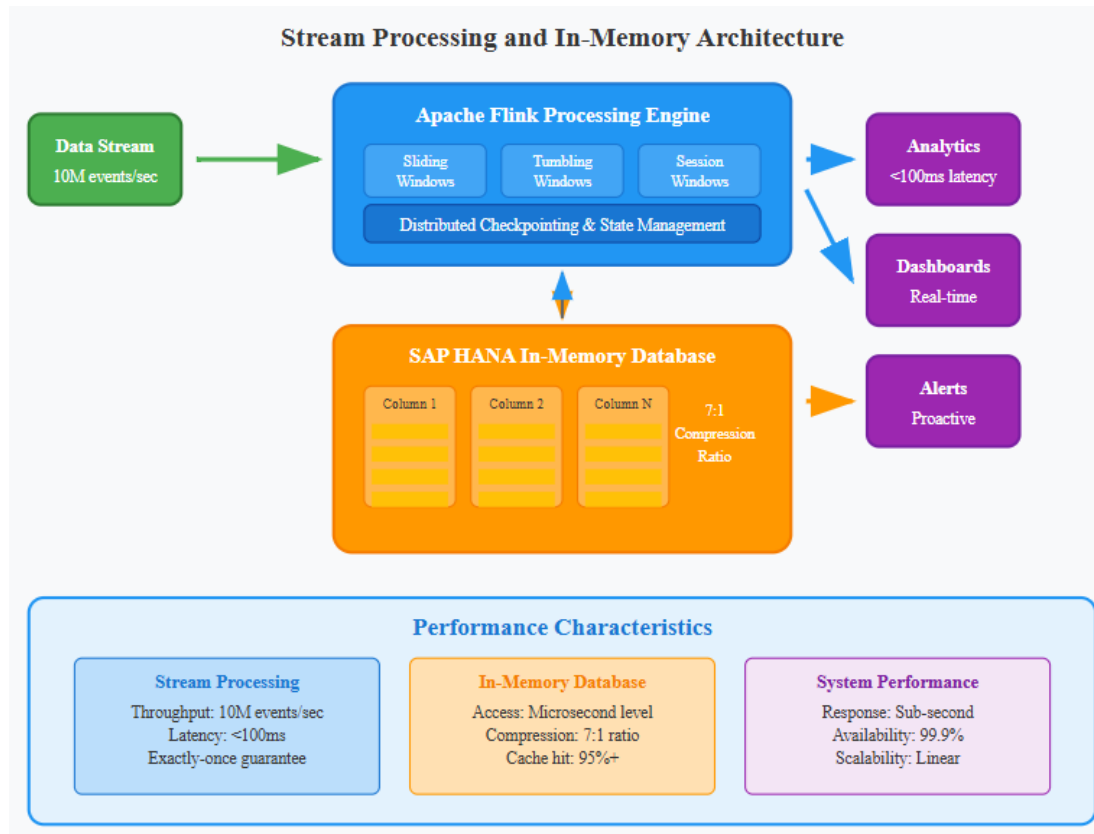 Stream Processing and In-Memory Architecture
Data Stream
10M events/sec
Apache Flink Processing Engine
Sliding
Windows
Tumbling
Windows
Session
Windows
Distributed Checkpointing & State Management
Analytics
<100ms latency
Dashboards
Real-time
SAP HANA In-Memory Database
Column 1
Column 2
Column N
7:1
Compression
Ratio
Alerts
Proactive
Performance Characteristics
Stream Processing
Throughput: 10M events/sec
Latency: <100ms
Exactly-once guarantee
In-Memory Database
Access: Microsecond level
Compression: 7:1 ratio
Cache hit: 95%+
System Performance
Response: Sub-second
Availability: 99.9%
Scalability: Linear